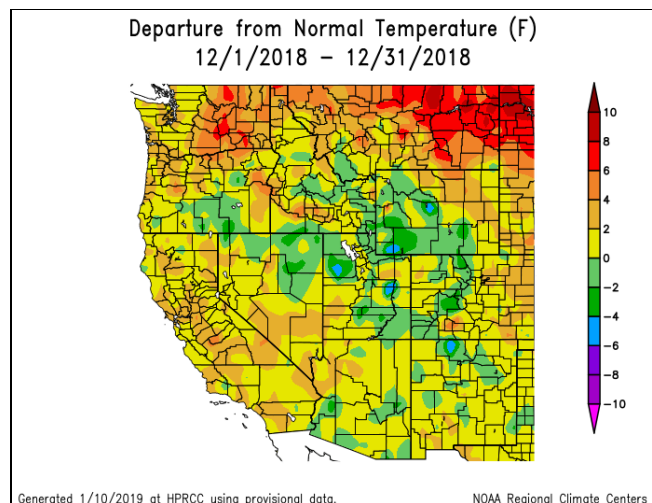 Departure from Normal Temperature (F)
12/1/2018 – 12/31/2018
10
8
6
4
2
0
−2
−4
−6
−8
−10
Generated 1/10/2019 at HPRCC using provisional data.
NOAA Regional Climate Centers